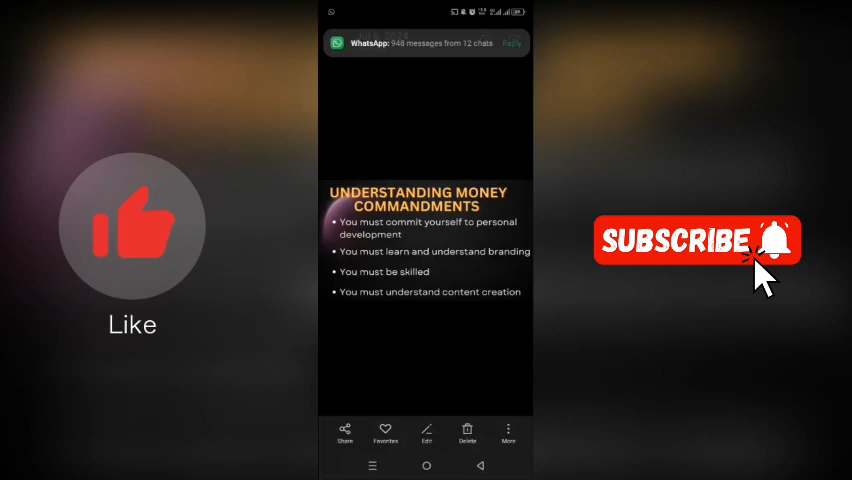 WhatsApp: 948 messages from 12 chats Reply
UNDERSTANDING MONEY
COMMANDMENTS
• You must commit yourself to personal
development
• You must learn and understand branding
• You must be skilled
• You must understand content creation
Like
SUBSCRIBE
Share Favorites Edit Delete More